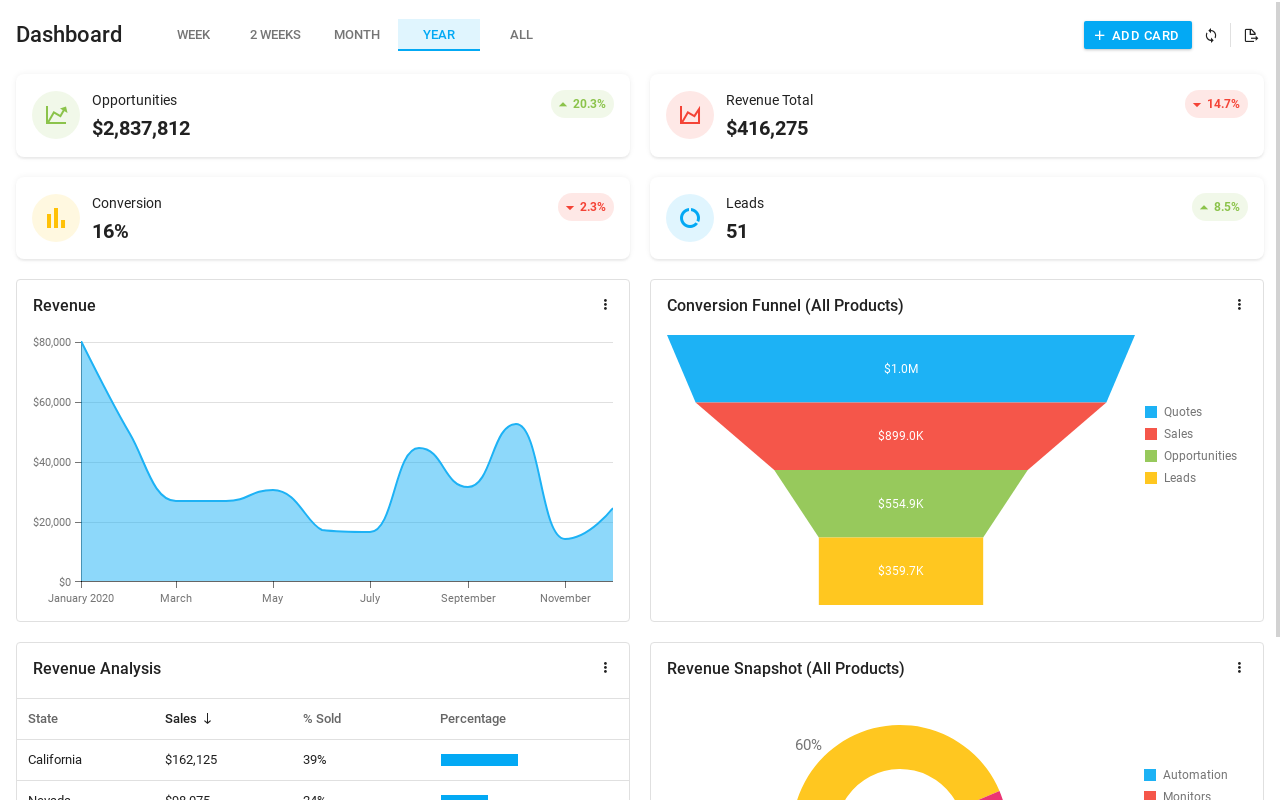 Dashboard
WEEK
2 WEEKS
MONTH
YEAR
ALL
ADD CARD
Opportunities
$2,837,812
20.3%
Revenue Total
$416,275
14.7%
Conversion
16%
2.3%
Leads
51
8.5%
Revenue
$80,000
$60,000
$40,000
$20,000
$0
January 2020
March
May
July
September
November
Conversion Funnel (All Products)
$1.0M
$899.0K
$554.9K
$359.7K
Quotes
Sales
Opportunities
Leads
Revenue Analysis
State
Sales
% Sold
Percentage
California
$162,125
39%
Nevada
$98,075
24%
Revenue Snapshot (All Products)
60%
Automation
Monitors